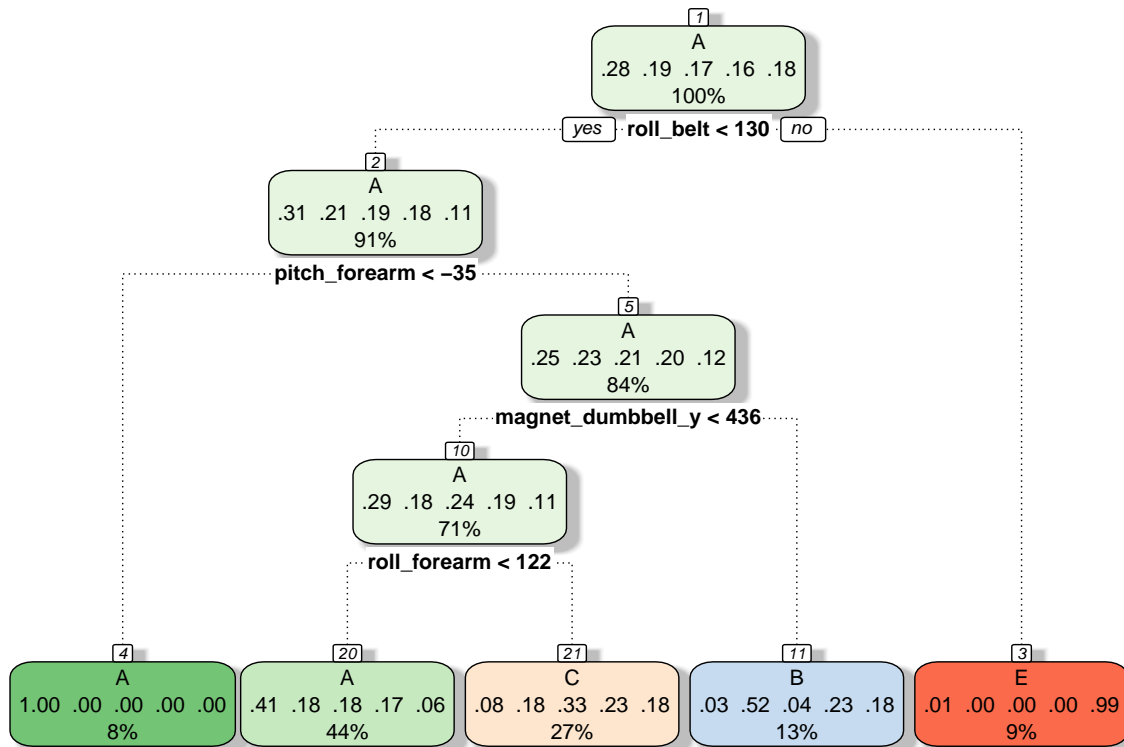 1
A
.28 .19 .17 .16 .18
100%
yes roll_belt < 130 no
2
A
.31 .21 .19 .18 .11
91%
pitch_forearm < −35
5
A
.25 .23 .21 .20 .12
84%
magnet_dumbbell_y < 436
10
A
.29 .18 .24 .19 .11
71%
roll_forearm < 122
4
A
1.00 .00 .00 .00 .00
8%
20
A
.41 .18 .18 .17 .06
44%
21
C
.08 .18 .33 .23 .18
27%
11
B
.03 .52 .04 .23 .18
13%
3
E
.01 .00 .00 .00 .99
9%